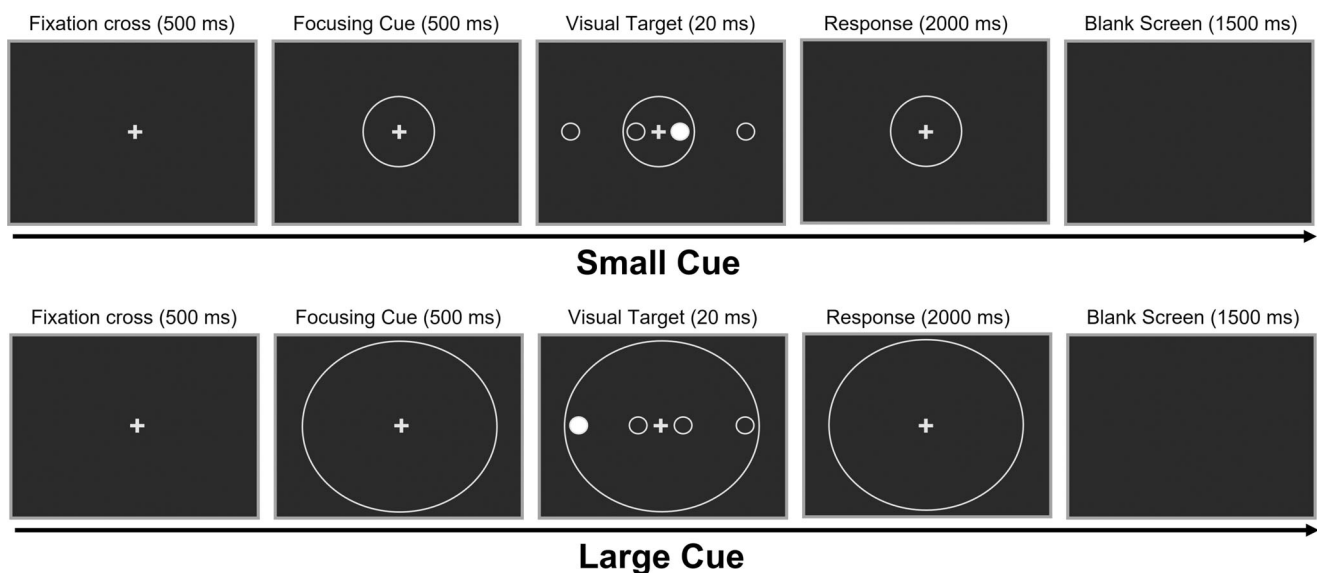 Fixation cross (500 ms) Focusing Cue (500 ms) Visual Target (20 ms) Response (2000 ms) Blank Screen (1500 ms)
Small Cue
Fixation cross (500 ms) Focusing Cue (500 ms) Visual Target (20 ms) Response (2000 ms) Blank Screen (1500 ms)
Large Cue